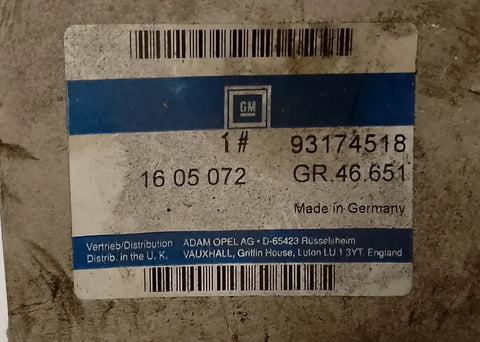 GM
1# 93174518
16 05 072 GR.46.651
Made in Germany
Vertrieb/Distribution ADAM OPEL AG • D-65423 Rüsselsheim
Distrib. in the U. K. VAUXHALL, Griffin House, Luton LU 1 3YT. England